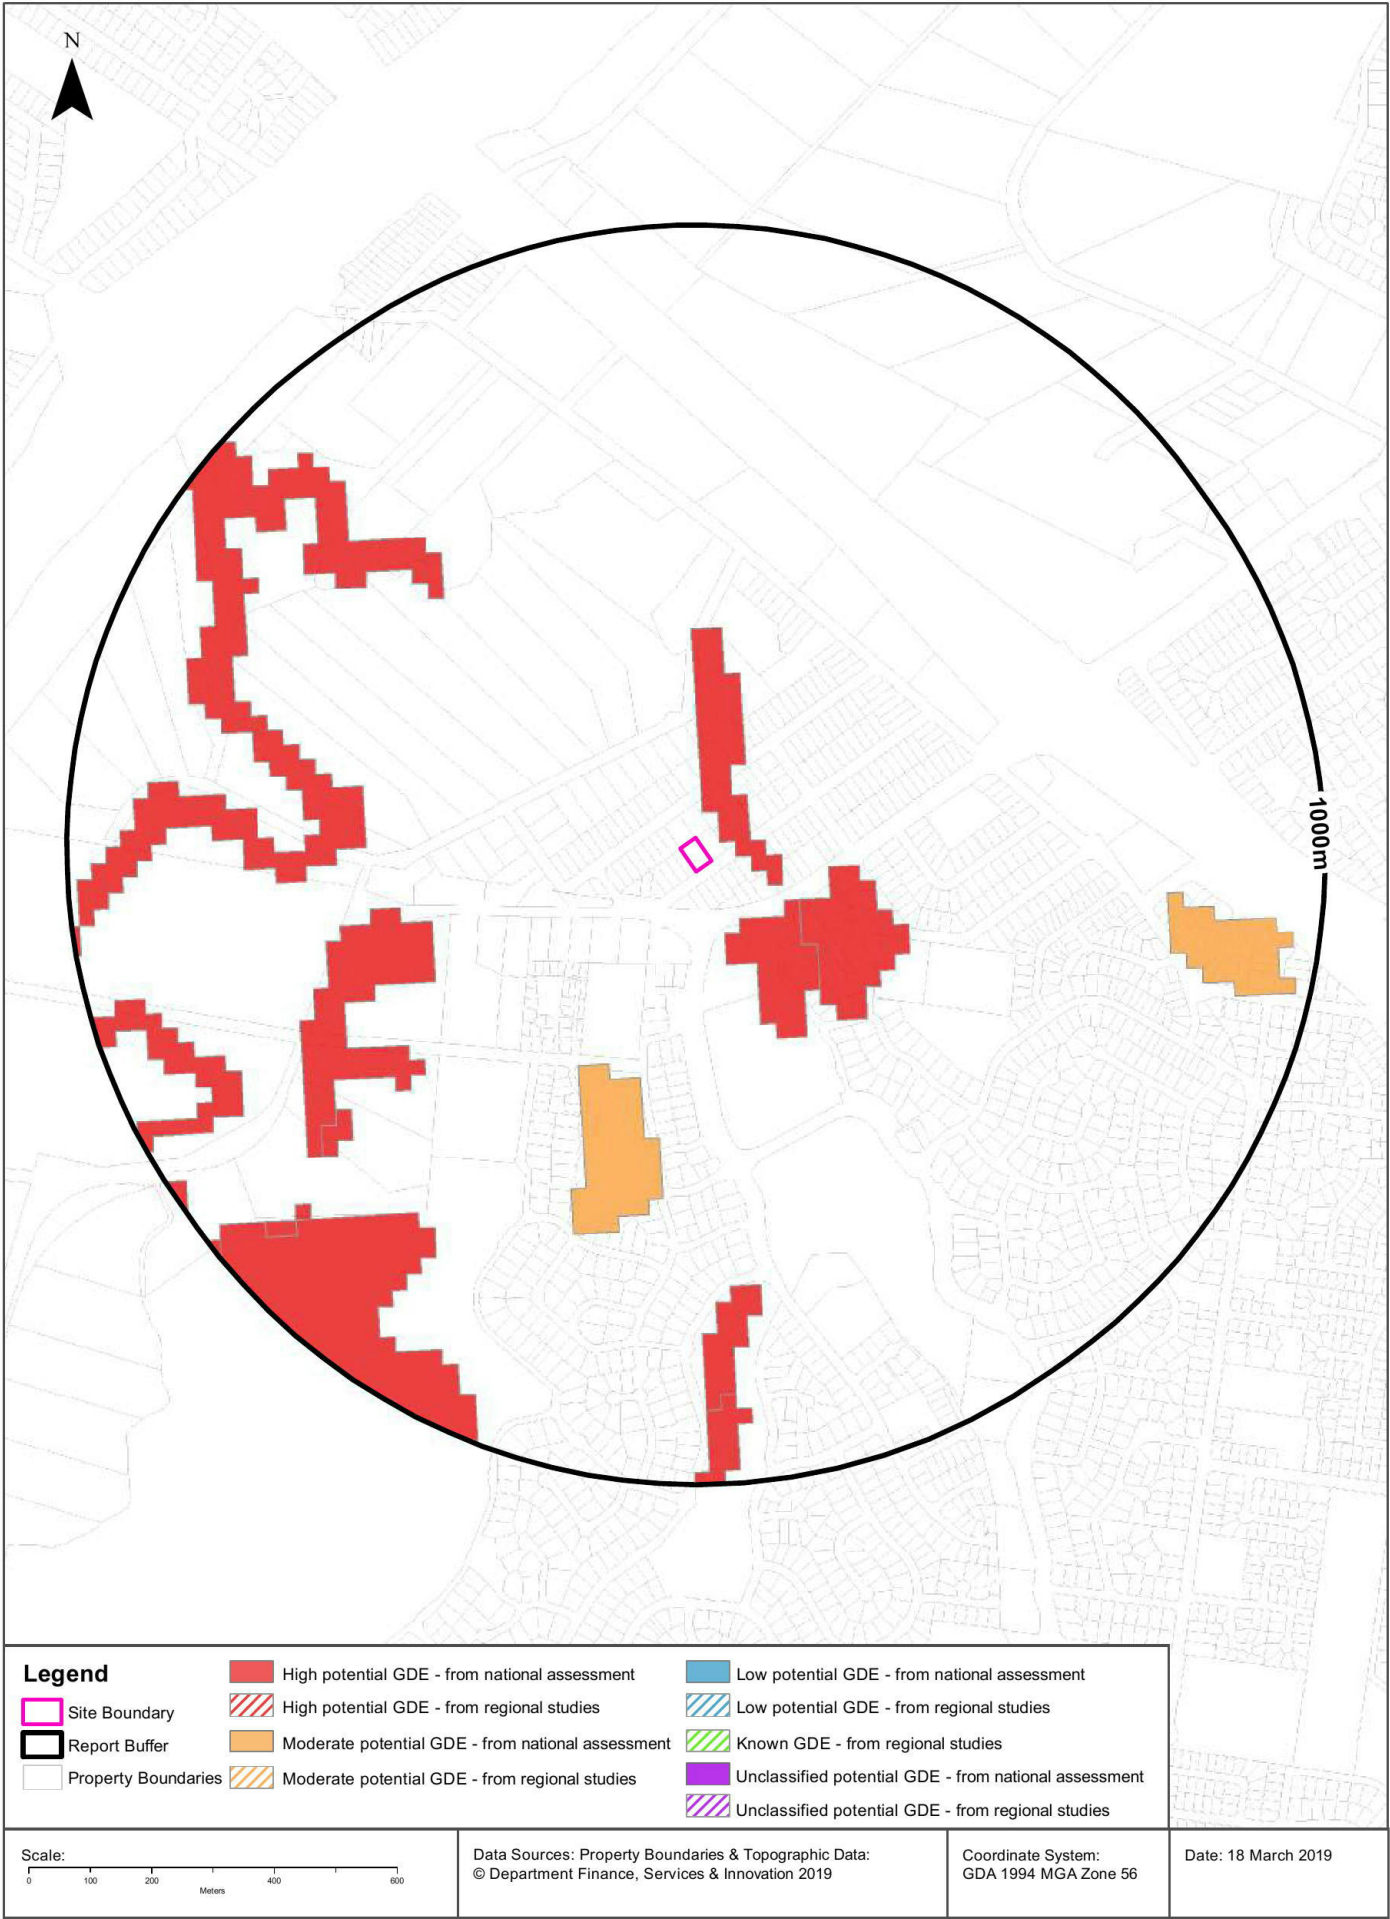 N
1000m
Legend
Site Boundary
Report Buffer
Property Boundaries
High potential GDE - from national assessment
High potential GDE - from regional studies
Moderate potential GDE - from national assessment
Moderate potential GDE - from regional studies
Low potential GDE - from national assessment
Low potential GDE - from regional studies
Known GDE - from regional studies
Unclassified potential GDE - from national assessment
Unclassified potential GDE - from regional studies
Scale:
0 100 200 400 600
Meters
Data Sources: Property Boundaries & Topographic Data:
© Department Finance, Services & Innovation 2019
Coordinate System:
GDA 1994 MGA Zone 56
Date: 18 March 2019